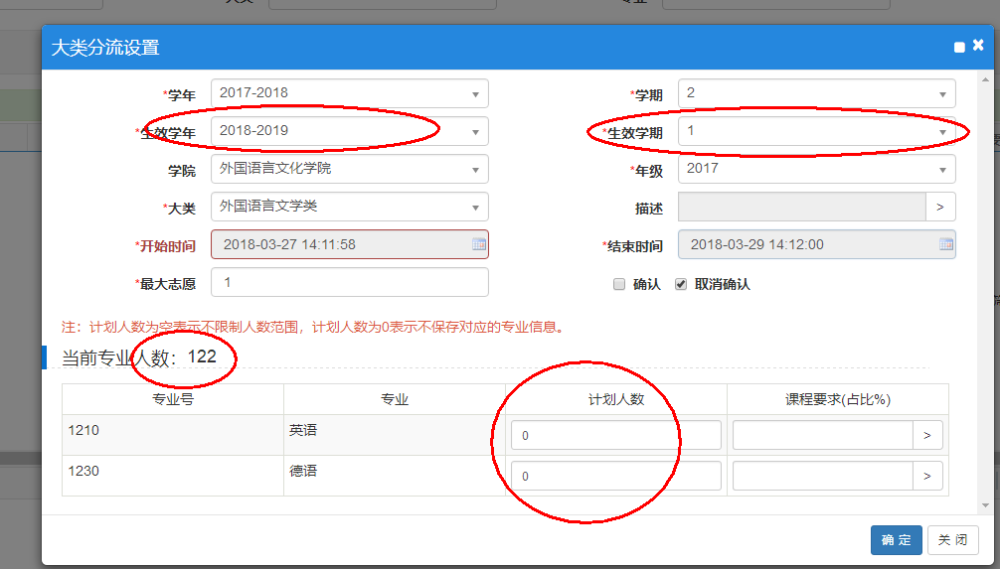 大类分流设置
*学年 2017-2018 *学期 2
*生效学年 2018-2019 *生效学期 1
学院 外国语言文化学院 *年级 2017
*大类 外国语言文学类 描述 >
*开始时间 2018-03-27 14:11:58 *结束时间 2018-03-29 14:12:00
*最大志愿 1 确认 取消确认
注：计划人数为空表示不限制人数范围，计划人数为0表示不保存对应的专业信息。
当前专业人数：122
专业号 专业 计划人数 课程要求(占比%)
1210 英语 0 >
1230 德语 0 >
确定 关闭